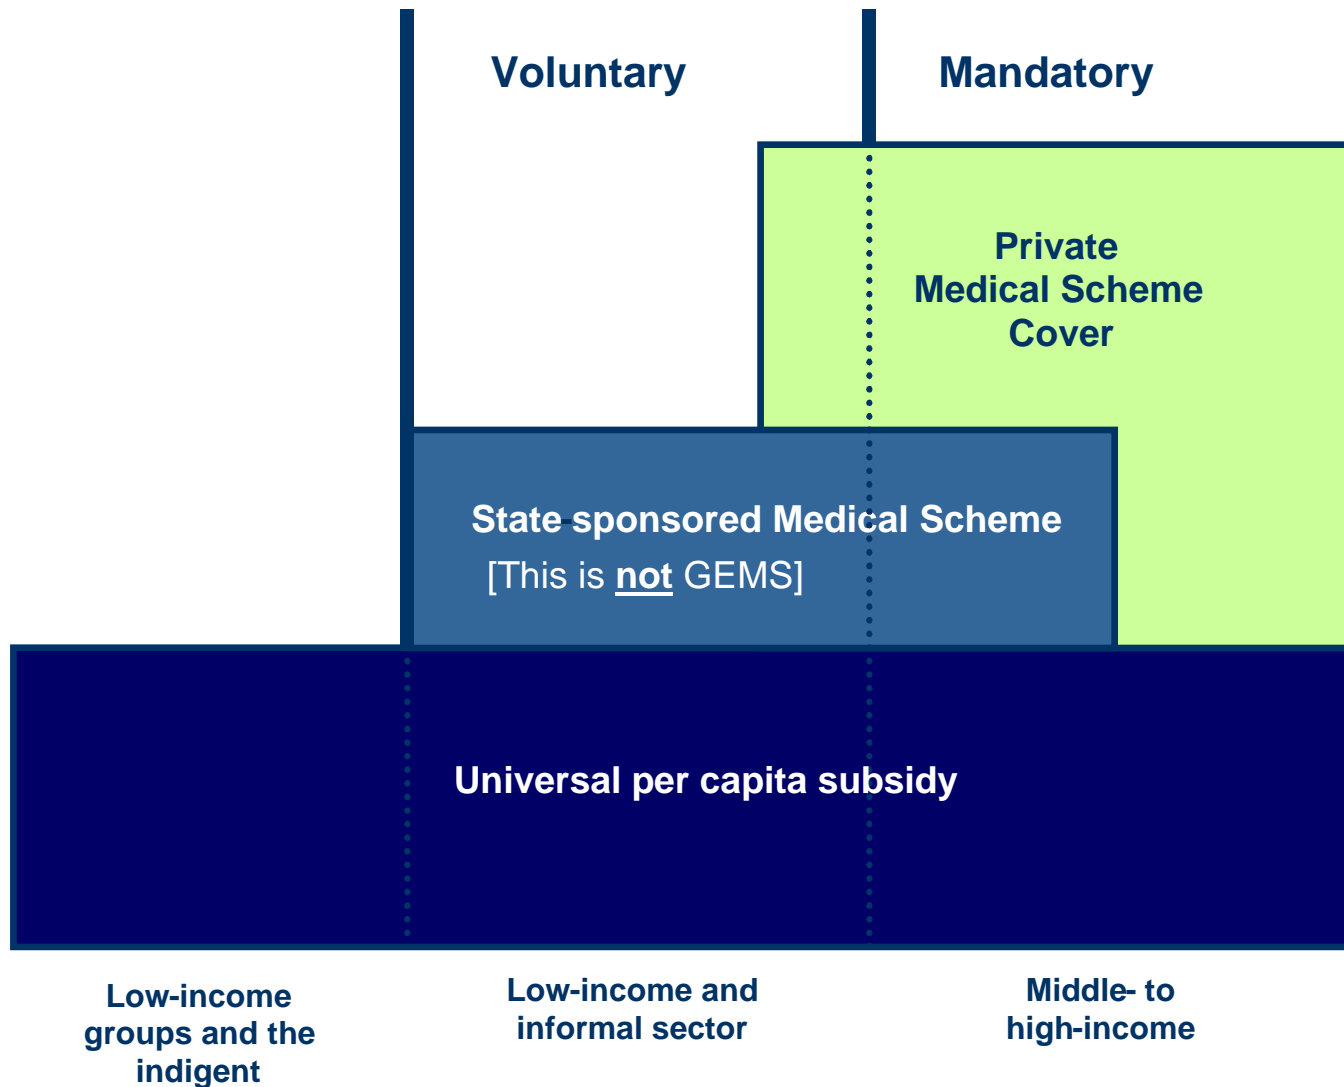 Voluntary
Mandatory
Private
Medical Scheme
Cover
State-sponsored Medical Scheme
[This is not GEMS]
Universal per capita subsidy
Low-income
groups and the
indigent
Low-income and
informal sector
Middle- to
high-income